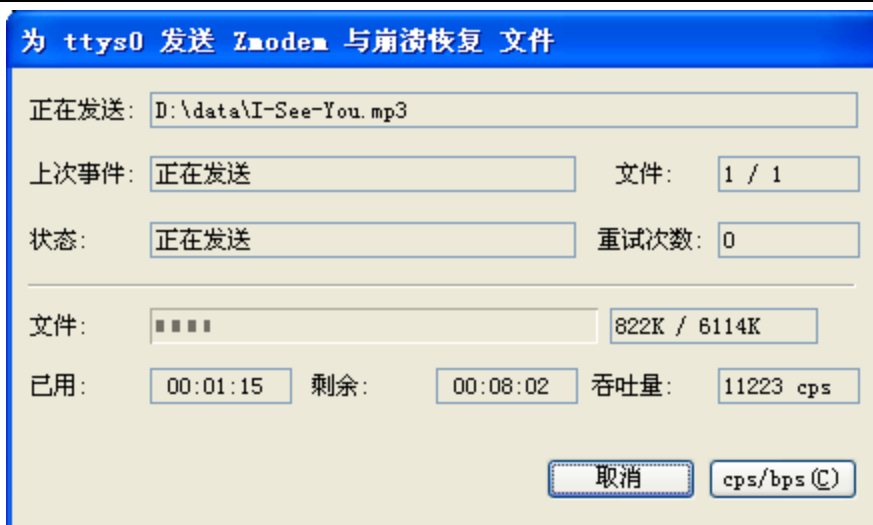 为 ttys0 发送 Zmodem 与崩溃恢复 文件
正在发送: D:\data\I-See-You.mp3
上次事件: 正在发送 文件: 1 / 1
状态: 正在发送 重试次数: 0
文件: 822K / 6114K
已用: 00:01:15 剩余: 00:08:02 吞吐量: 11223 cps
取消 cps/bps(C)